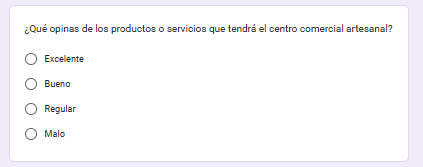 ¿Qué opinas de los productos o servicios que tendrá el centro comercial artesanal?
Excelente
Bueno
Regular
Malo